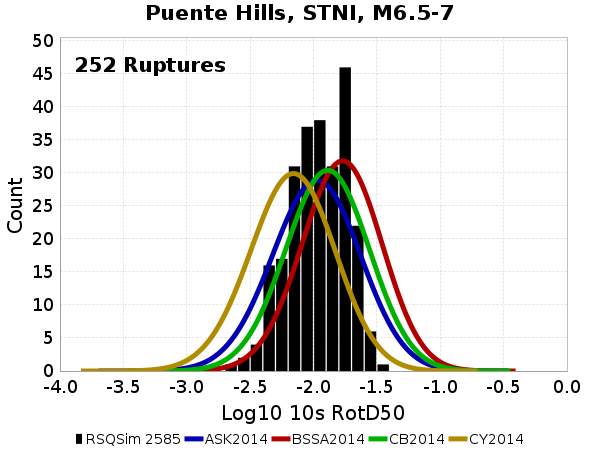 Puente Hills, STNI, M6.5-7
252 Ruptures
50
45
40
35
30
25
20
15
10
5
0
Count
-4.0 -3.5 -3.0 -2.5 -2.0 -1.5 -1.0 -0.5 0.0
Log10 10s RotD50
RSQSim 2585 ASK2014 BSSA2014 CB2014 CY2014